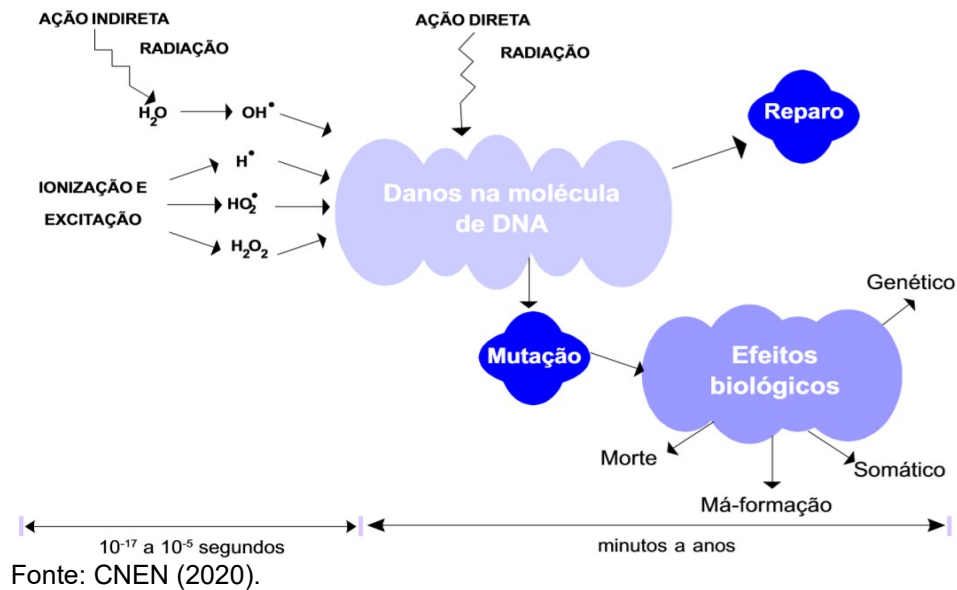 AÇÃO INDIRETA
RADIAÇÃO
H₂O
OH•
IONIZAÇÃO E
EXCITAÇÃO
H•
HO₂•
H₂O₂
AÇÃO DIRETA
RADIAÇÃO
Danos na molécula
de DNA
Reparo
Mutação
Efeitos
biológicos
Genético
Morte
Má-formação
Somático
10⁻¹⁷ a 10⁻⁵ segundos
minutos a anos
Fonte: CNEN (2020).